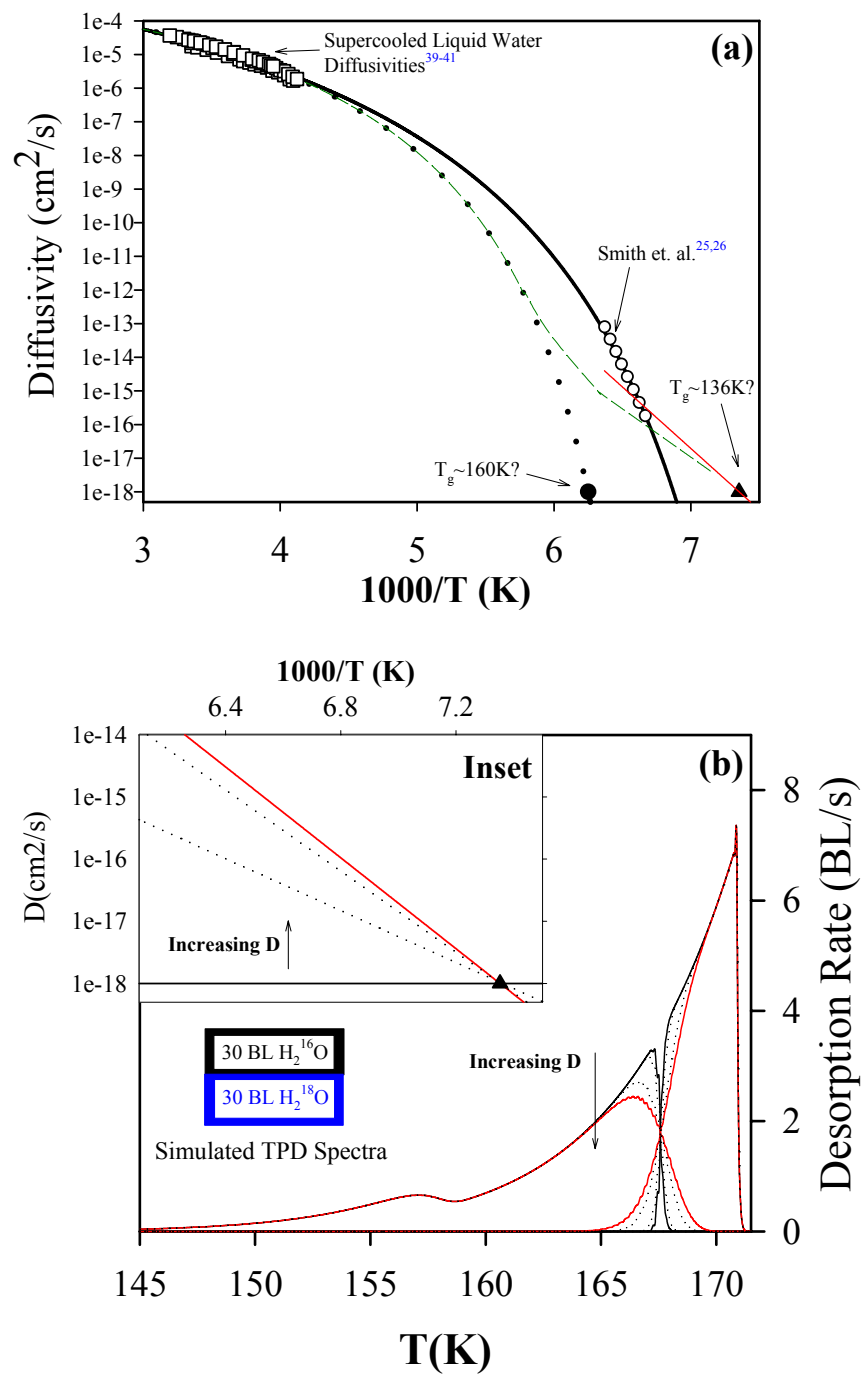 (a)
1e-4
1e-5
1e-6
1e-7
1e-8
1e-9
1e-10
1e-11
1e-12
1e-13
1e-14
1e-15
1e-16
1e-17
1e-18
Diffusivity (cm²/s)
Supercooled Liquid Water
Diffusivities³⁹⁻⁴¹
Smith et. al.²⁵,²⁶
T_g~136K?
T_g~160K?
3 4 5 6 7
1000/T (K)
1000/T (K)
6.4 6.8 7.2
1e-14
1e-15
1e-16
1e-17
1e-18
D(cm2/s)
Inset
Increasing D
(b)
8
6
4
2
0
Desorption Rate (BL/s)
Increasing D
30 BL H₂¹⁶O
30 BL H₂¹⁸O
Simulated TPD Spectra
145 150 155 160 165 170
T(K)